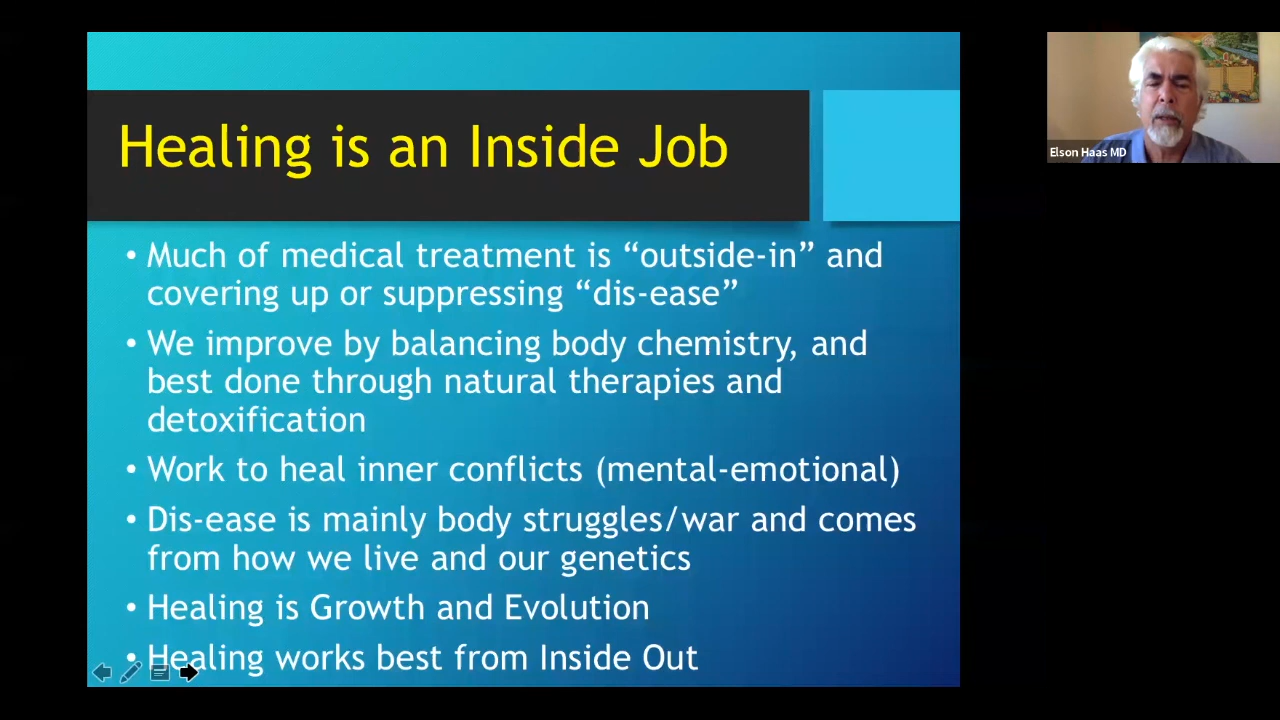 Healing is an Inside Job
• Much of medical treatment is “outside-in” and
covering up or suppressing “dis-ease”
• We improve by balancing body chemistry, and
best done through natural therapies and
detoxification
• Work to heal inner conflicts (mental-emotional)
• Dis-ease is mainly body struggles/war and comes
from how we live and our genetics
• Healing is Growth and Evolution
• Healing works best from Inside Out
Elson Haas MD